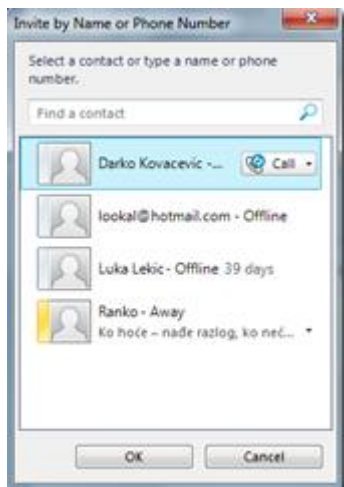 Invite by Name or Phone Number
Select a contact or type a name or phone
number.
Find a contact
Darko Kovacevic -... Call
lookal@hotmail.com - Offline
Luka Lekic - Offline 39 days
Ranko - Away
Ko hoće – nađe razlog, ko neć...
OK Cancel